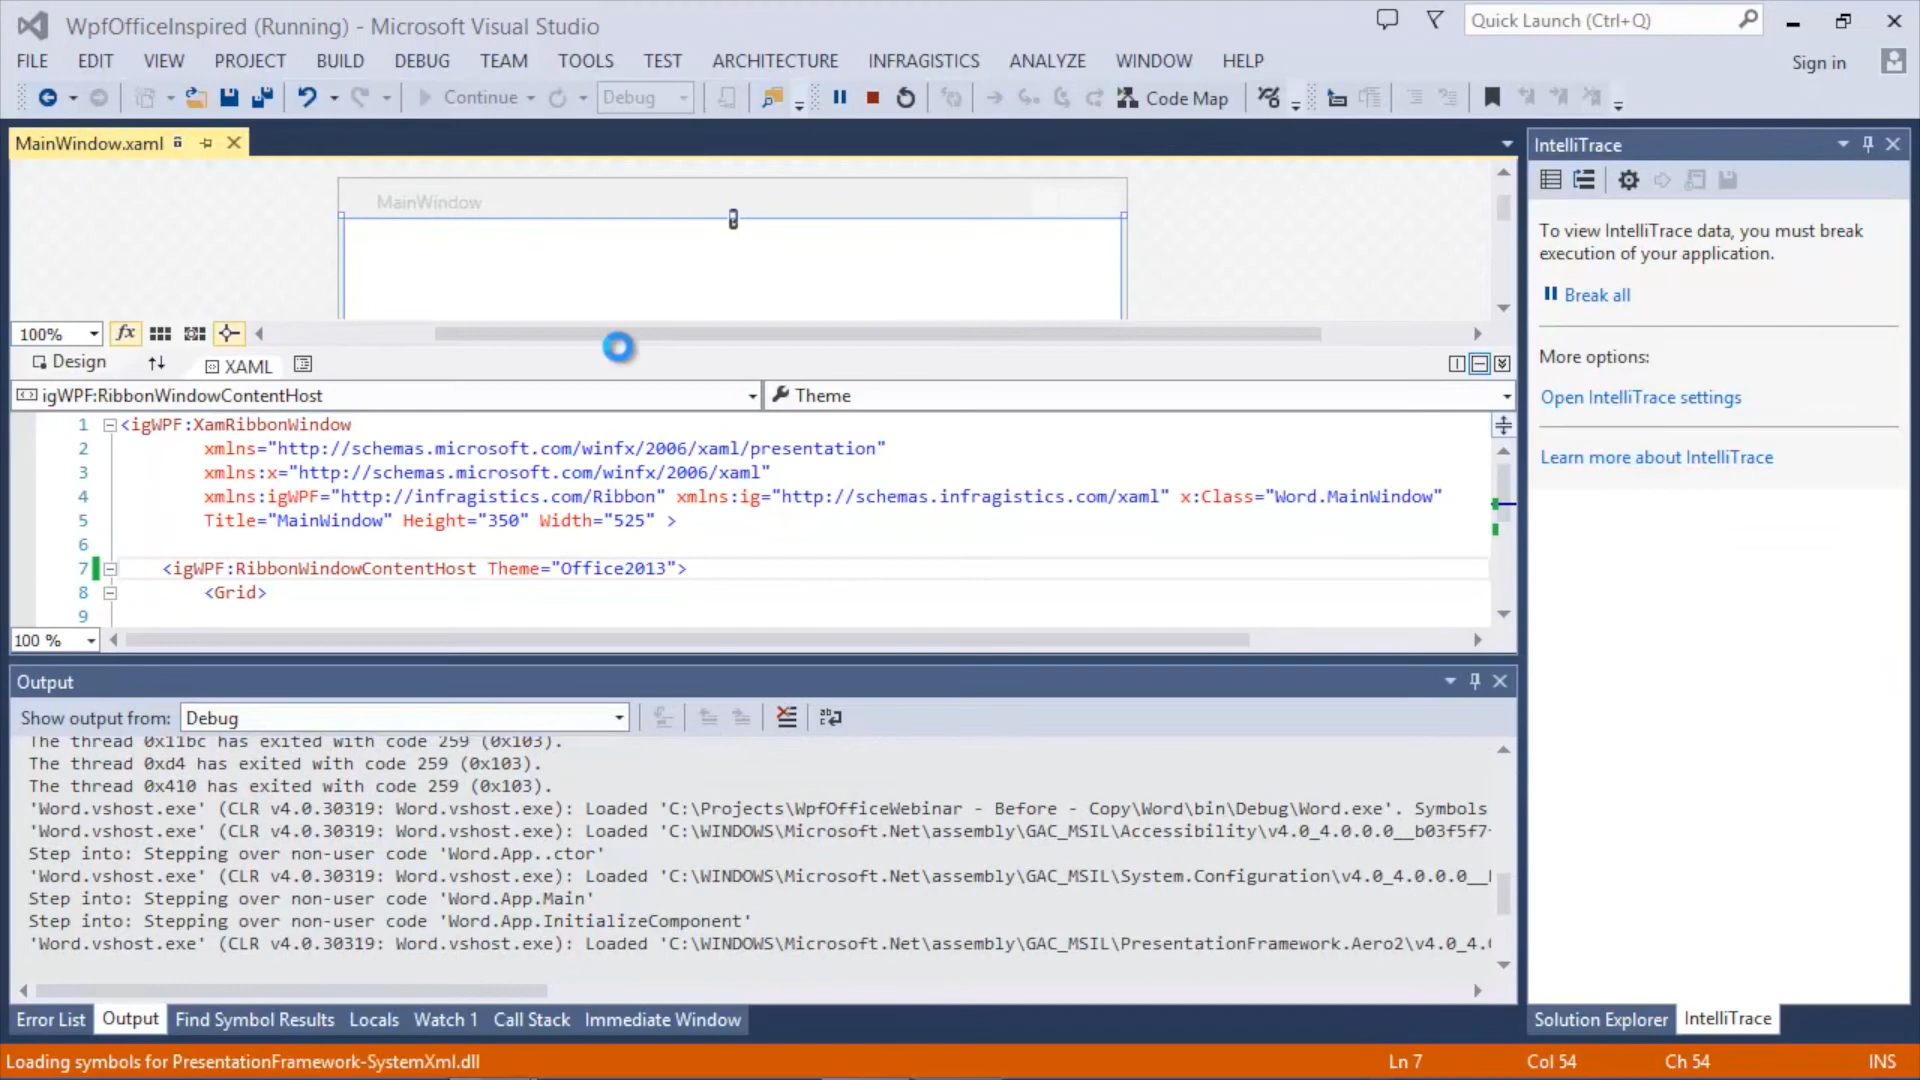 WpfOfficeInspired (Running) - Microsoft Visual Studio
Quick Launch (Ctrl+Q)
FILE EDIT VIEW PROJECT BUILD DEBUG TEAM TOOLS TEST ARCHITECTURE INFRAGISTICS ANALYZE WINDOW HELP
Sign in
Continue Debug Code Map
MainWindow.xaml
MainWindow
100%
Design XAML
igWPF:RibbonWindowContentHost Theme
1 <igWPF:XamRibbonWindow
2 xmlns="http://schemas.microsoft.com/winfx/2006/xaml/presentation"
3 xmlns:x="http://schemas.microsoft.com/winfx/2006/xaml"
4 xmlns:igWPF="http://infragistics.com/Ribbon" xmlns:ig="http://schemas.infragistics.com/xaml" x:Class="Word.MainWindow"
5 Title="MainWindow" Height="350" Width="525" >
6
7 <igWPF:RibbonWindowContentHost Theme="Office2013">
8 <Grid>
9
100 %
IntelliTrace
To view IntelliTrace data, you must break
execution of your application.
Break all
More options:
Open IntelliTrace settings
Learn more about IntelliTrace
Output
Show output from: Debug
The thread 0x11bc has exited with code 259 (0x103).
The thread 0xd4 has exited with code 259 (0x103).
The thread 0x410 has exited with code 259 (0x103).
'Word.vshost.exe' (CLR v4.0.30319: Word.vshost.exe): Loaded 'C:\Projects\WpfOfficeWebinar - Before - Copy\Word\bin\Debug\Word.exe'. Symbols
'Word.vshost.exe' (CLR v4.0.30319: Word.vshost.exe): Loaded 'C:\WINDOWS\Microsoft.Net\assembly\GAC_MSIL\Accessibility\v4.0_4.0.0.0__b03f5f7
Step into: Stepping over non-user code 'Word.App..ctor'
'Word.vshost.exe' (CLR v4.0.30319: Word.vshost.exe): Loaded 'C:\WINDOWS\Microsoft.Net\assembly\GAC_MSIL\System.Configuration\v4.0_4.0.0.0__
Step into: Stepping over non-user code 'Word.App.Main'
Step into: Stepping over non-user code 'Word.App.InitializeComponent'
'Word.vshost.exe' (CLR v4.0.30319: Word.vshost.exe): Loaded 'C:\WINDOWS\Microsoft.Net\assembly\GAC_MSIL\PresentationFramework.Aero2\v4.0_4.
Error List Output Find Symbol Results Locals Watch 1 Call Stack Immediate Window
Solution Explorer IntelliTrace
Loading symbols for PresentationFramework-SystemXml.dll
Ln 7 Col 54 Ch 54 INS